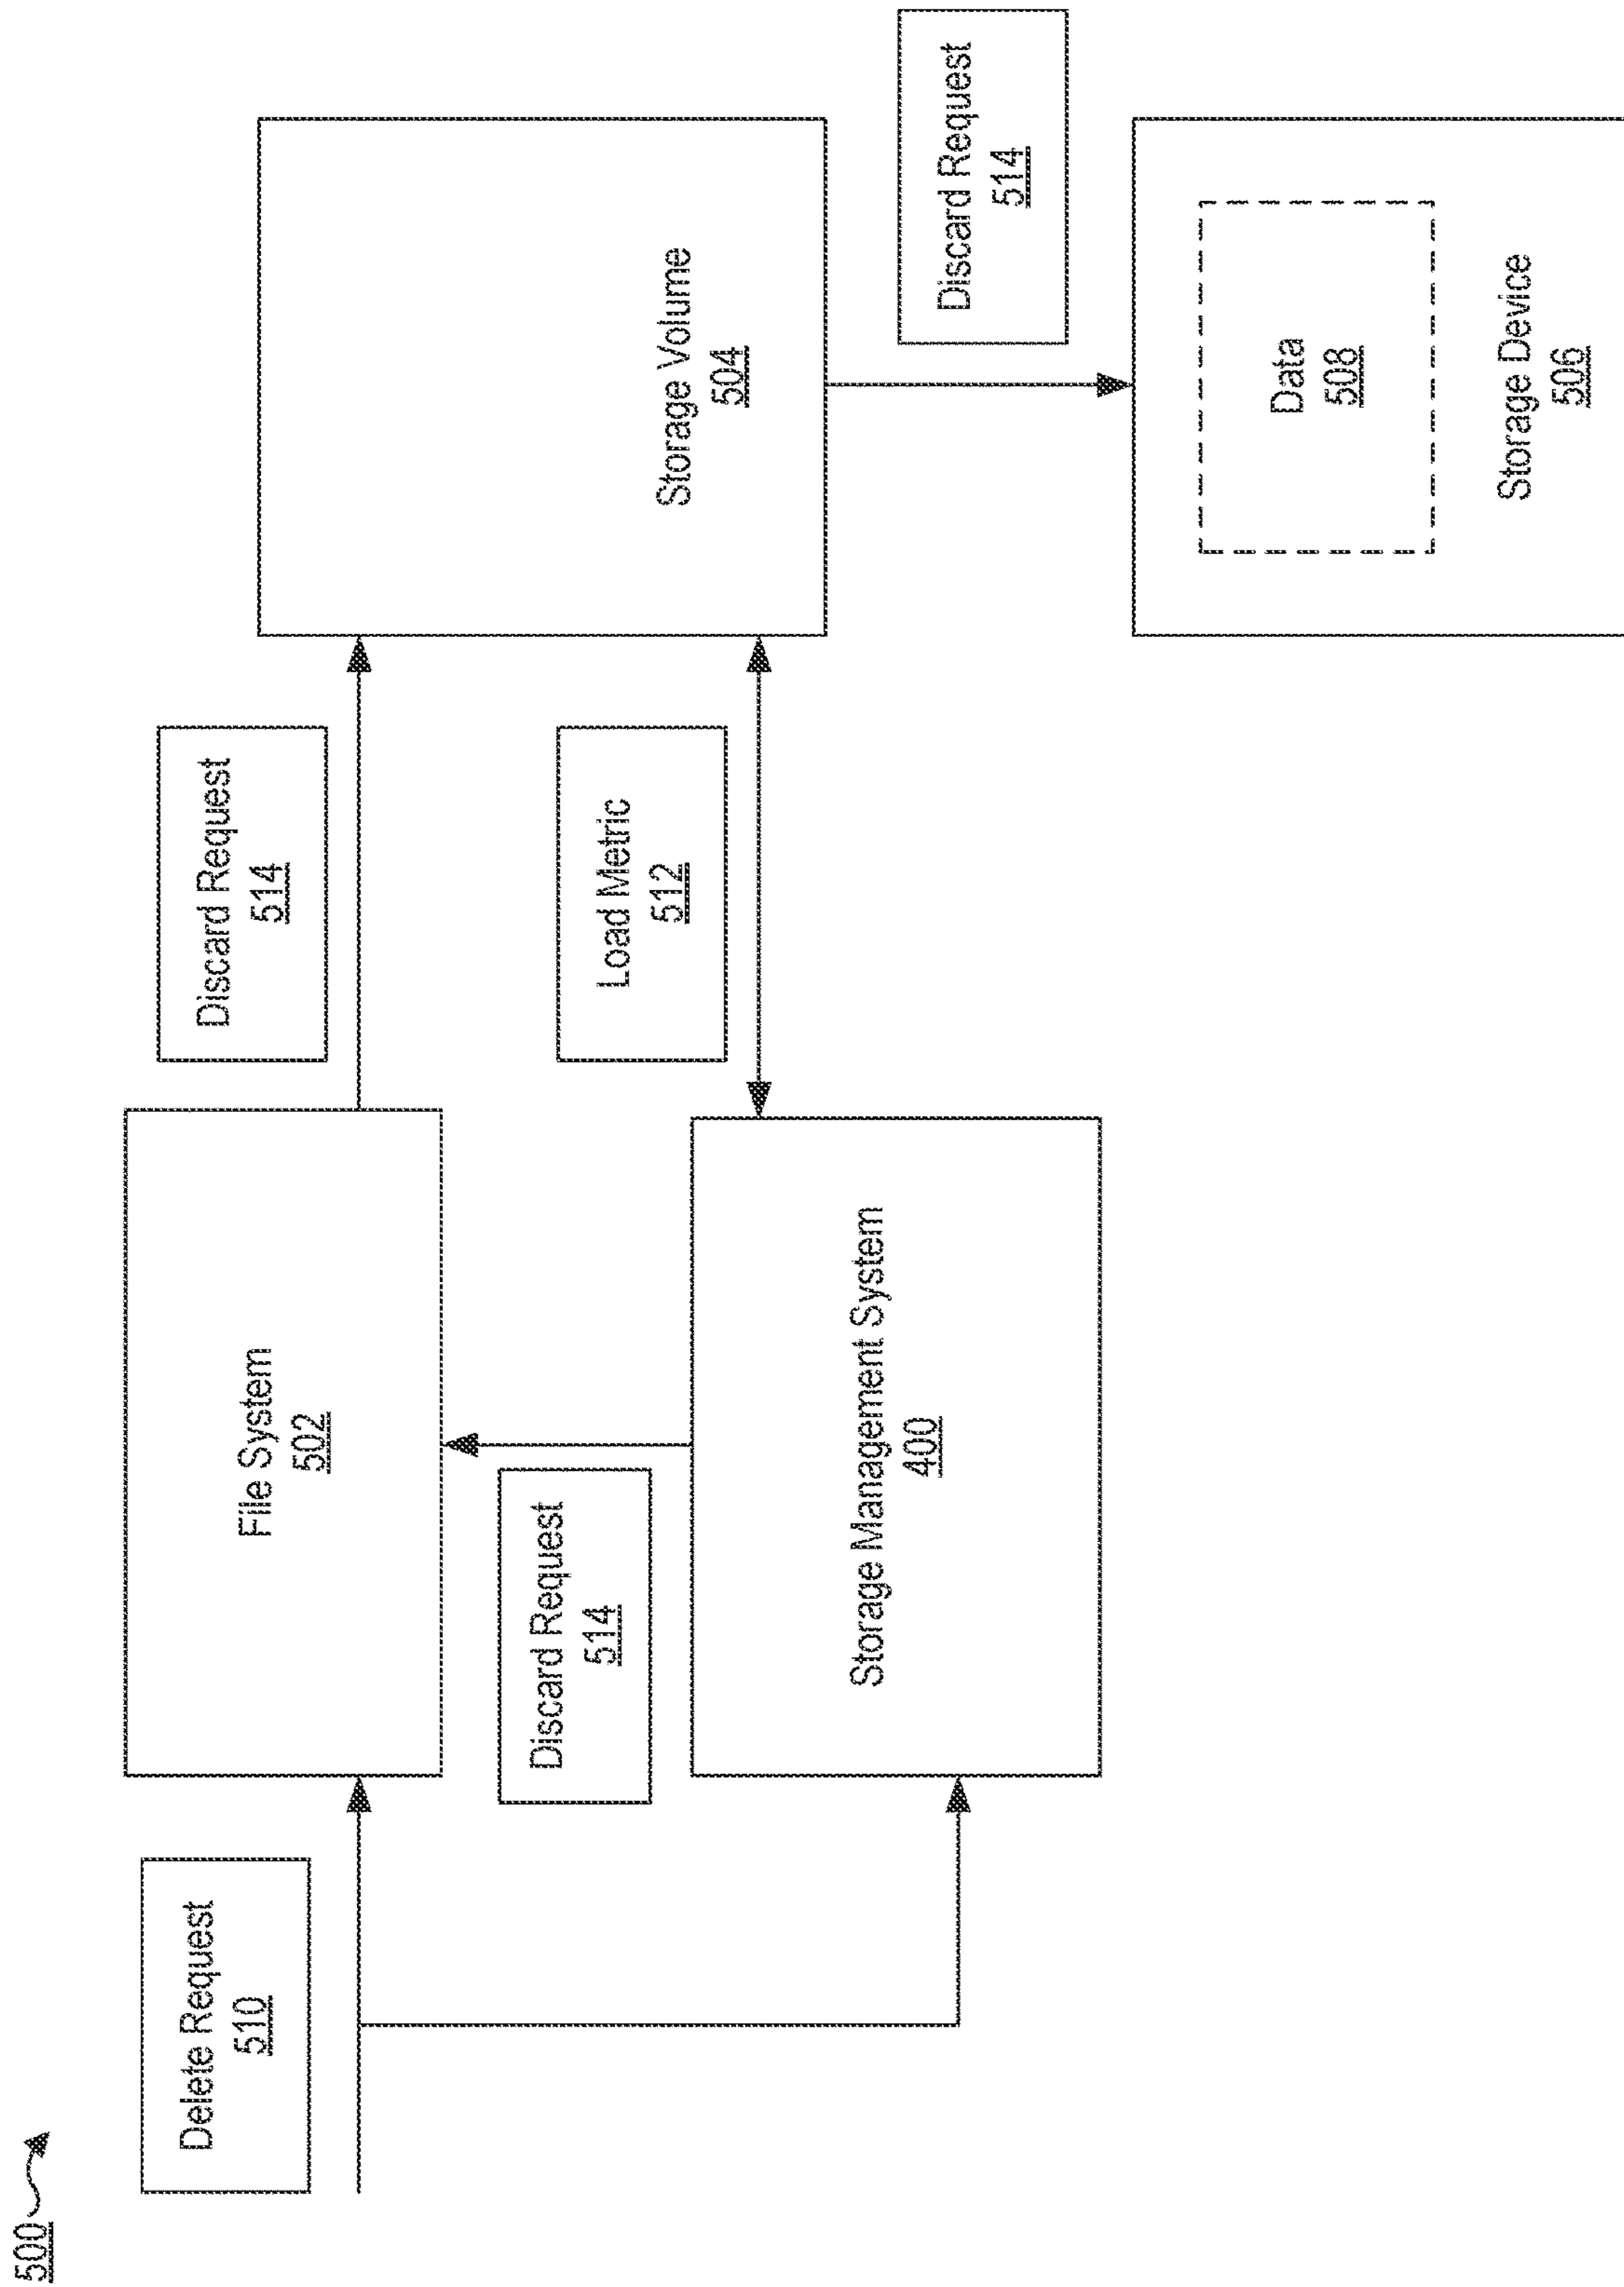 500
Delete Request
510
File System
502
Discard Request
514
Storage Volume
504
Discard Request
514
Storage Management System
400
Load Metric
512
Discard Request
514
Data
508
Storage Device
506